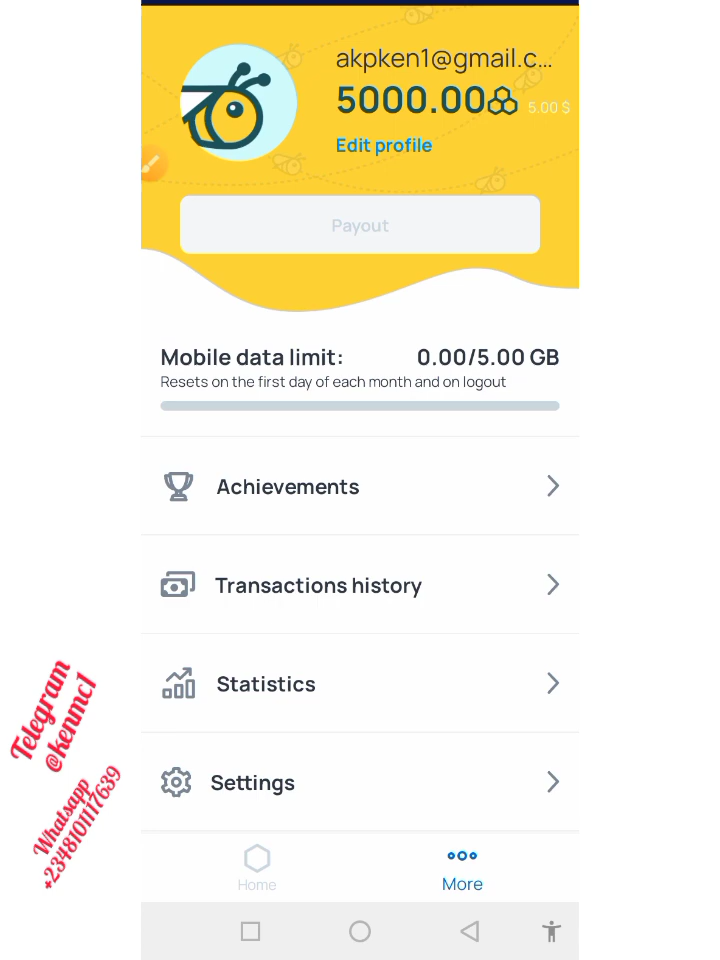 akpken1@gmail.c...
5000.00 5.00 $
Edit profile
Payout
Mobile data limit: 0.00/5.00 GB
Resets on the first day of each month and on logout
Achievements
Transactions history
Statistics
Settings
Home
More
Telegram
@kenmc1
Whatsapp
+2348101117639